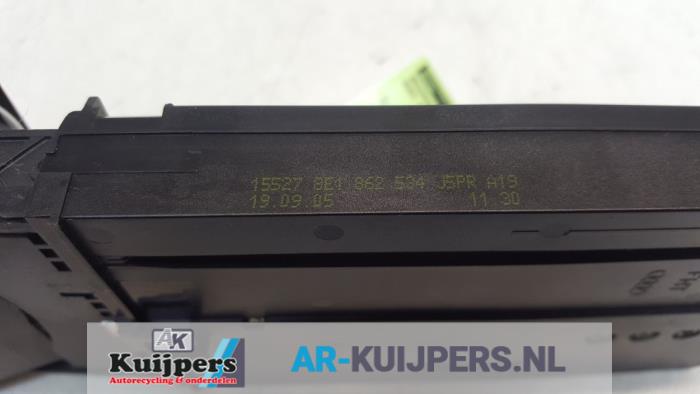 15527 8E1 862 534 J5PR A19
19.09.05 11.30
AK
Kuijpers
Autorecycling & onderdelen
AR-KUIJPERS.NL